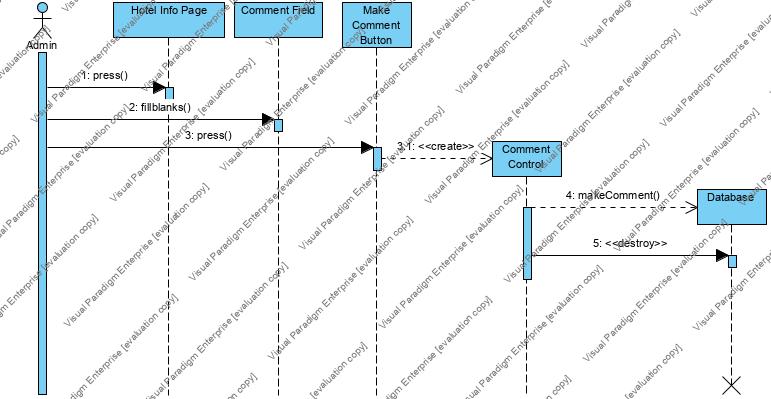 Hotel Info Page
Comment Field
Make
Comment
Button
Admin
1: press()
2: fillblanks()
3: press()
3.1: <<create>>
Comment
Control
4: makeComment()
Database
5: <<destroy>>
Visual Paradigm Enterprise [evaluation copy]